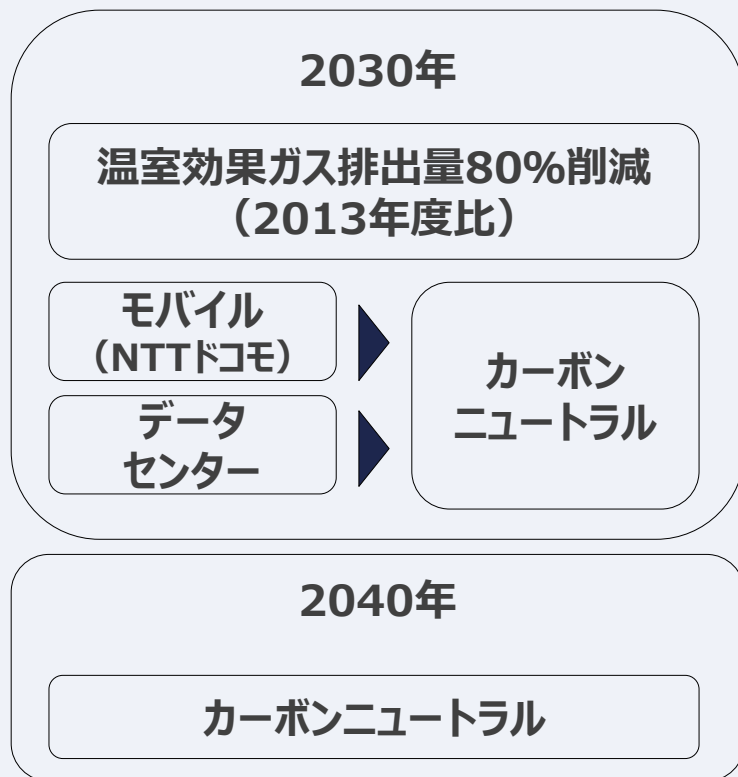 2030年
温室効果ガス排出量80%削減
（2013年度比）
モバイル
（NTTドコモ）
データ
センター
カーボン
ニュートラル
2040年
カーボンニュートラル